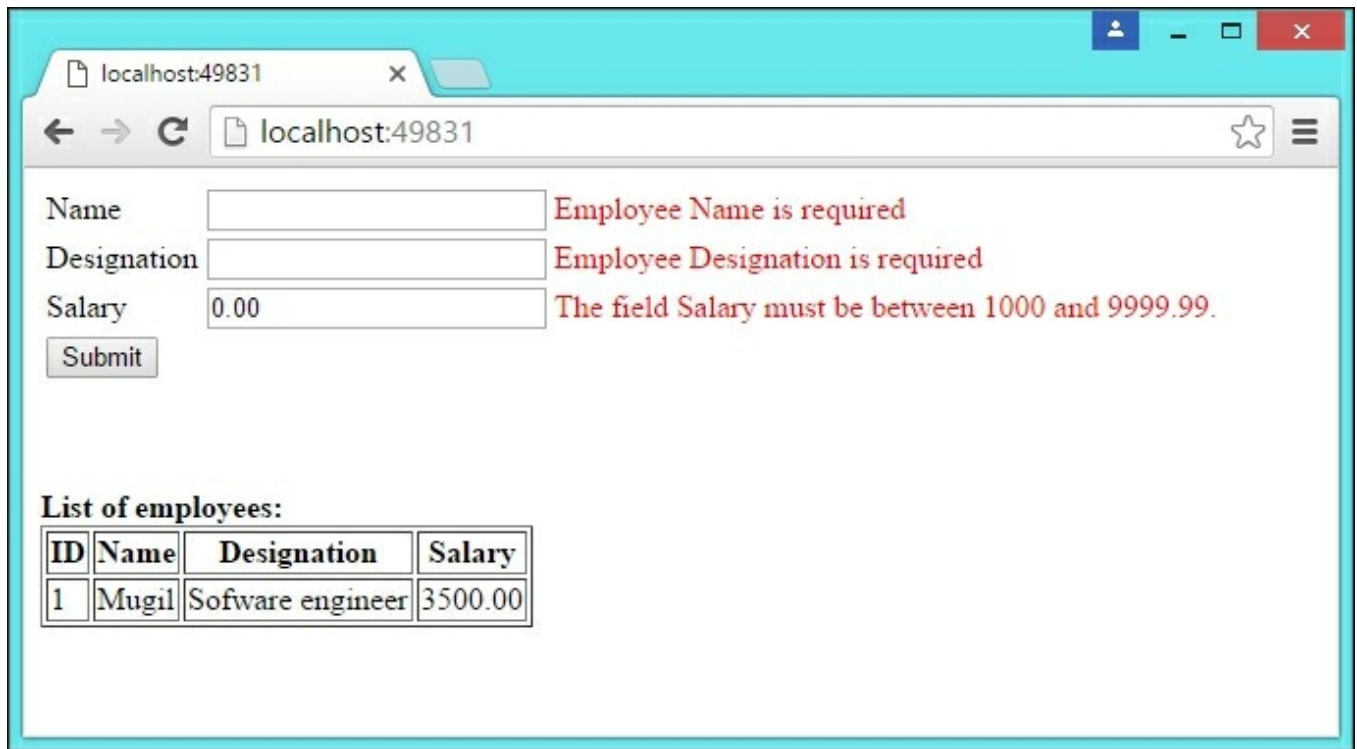 localhost:49831
localhost:49831
Name Employee Name is required
Designation Employee Designation is required
Salary 0.00 The field Salary must be between 1000 and 9999.99.
Submit
List of employees:
ID Name Designation Salary
1 Mugil Sofware engineer 3500.00